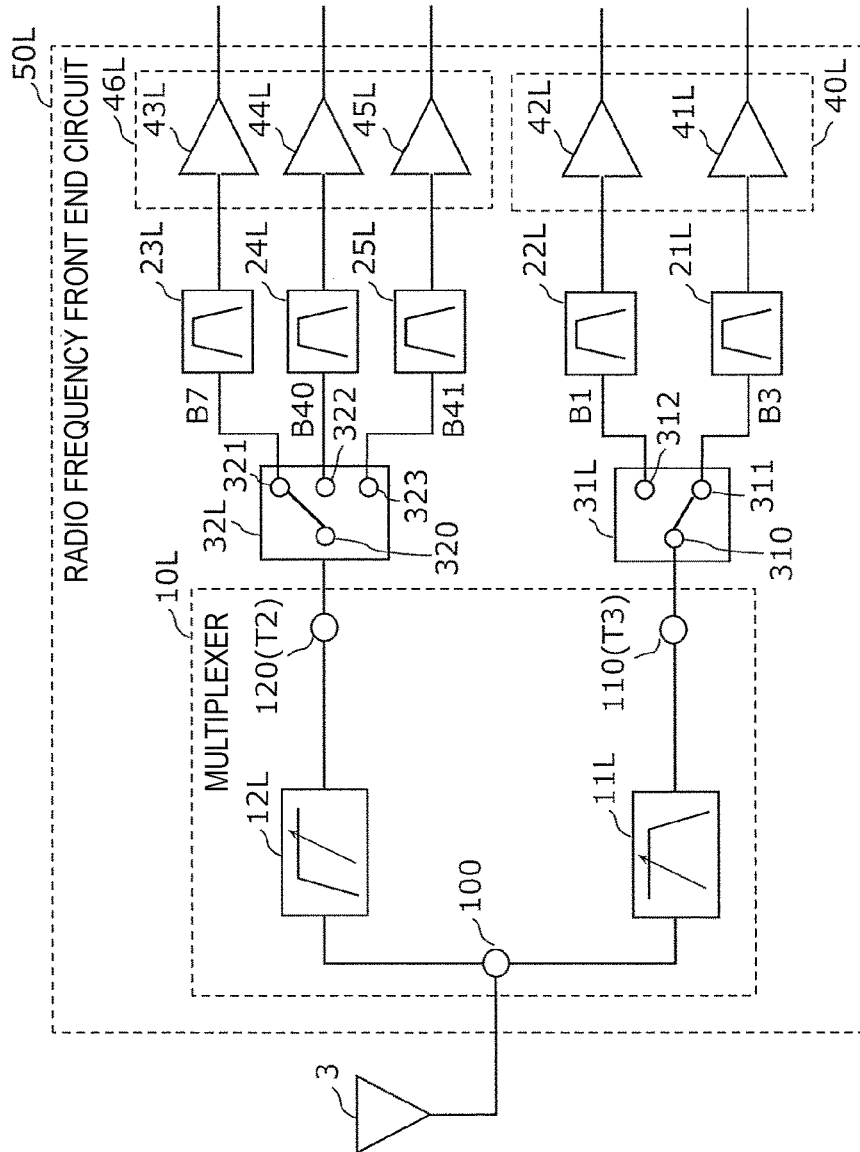 50L
RADIO FREQUENCY FRONT END CIRCUIT
46L
43L
44L
45L
42L
41L
40L
23L
24L
25L
22L
21L
B7
B40
B41
B1
B3
32L
321
322
323
320
31L
312
311
310
10L
MULTIPLEXER
120(T2)
110(T3)
12L
11L
100
3